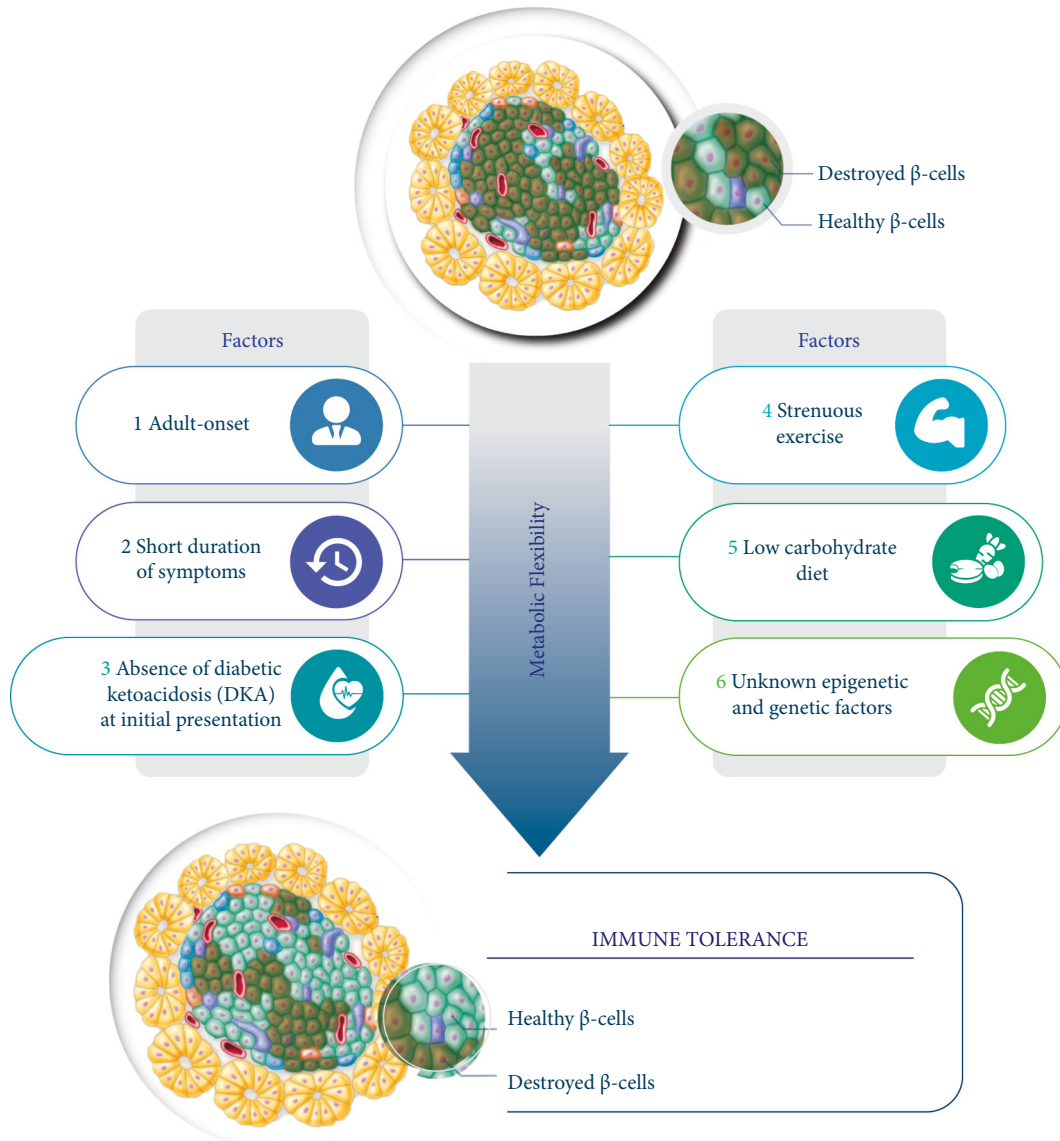 Destroyed β-cells
Healthy β-cells
Factors
1 Adult-onset
2 Short duration
of symptoms
3 Absence of diabetic
ketoacidosis (DKA)
at initial presentation
Metabolic Flexibility
Factors
4 Strenuous
exercise
5 Low carbohydrate
diet
6 Unknown epigenetic
and genetic factors
IMMUNE TOLERANCE
Healthy β-cells
Destroyed β-cells